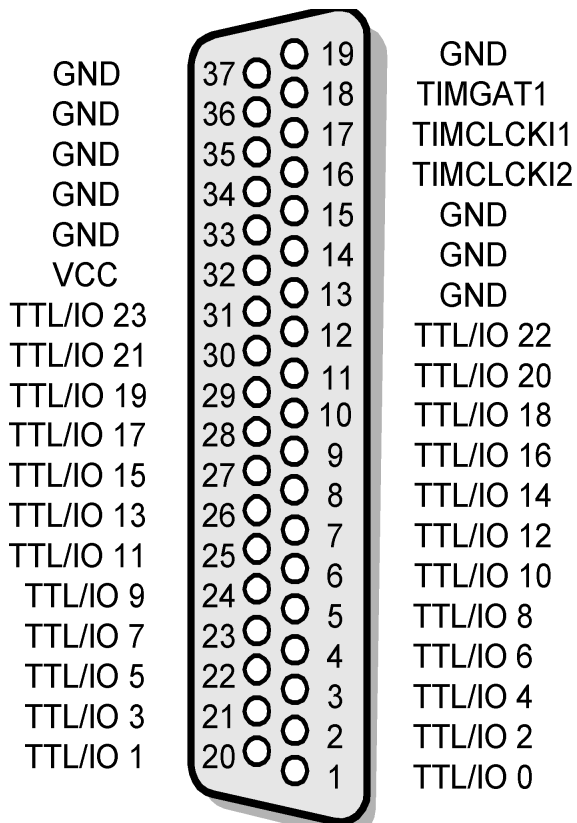 19 GND
GND 37
18 TIMGAT1
GND 36
17 TIMCLCKI1
GND 35
16 TIMCLCKI2
GND 34
15 GND
GND 33
14 GND
VCC 32
13 GND
TTL/IO 23 31
12 TTL/IO 22
TTL/IO 21 30
11 TTL/IO 20
TTL/IO 19 29
10 TTL/IO 18
TTL/IO 17 28
9 TTL/IO 16
TTL/IO 15 27
8 TTL/IO 14
TTL/IO 13 26
7 TTL/IO 12
TTL/IO 11 25
6 TTL/IO 10
TTL/IO 9 24
5 TTL/IO 8
TTL/IO 7 23
4 TTL/IO 6
TTL/IO 5 22
3 TTL/IO 4
TTL/IO 3 21
2 TTL/IO 2
TTL/IO 1 20
1 TTL/IO 0